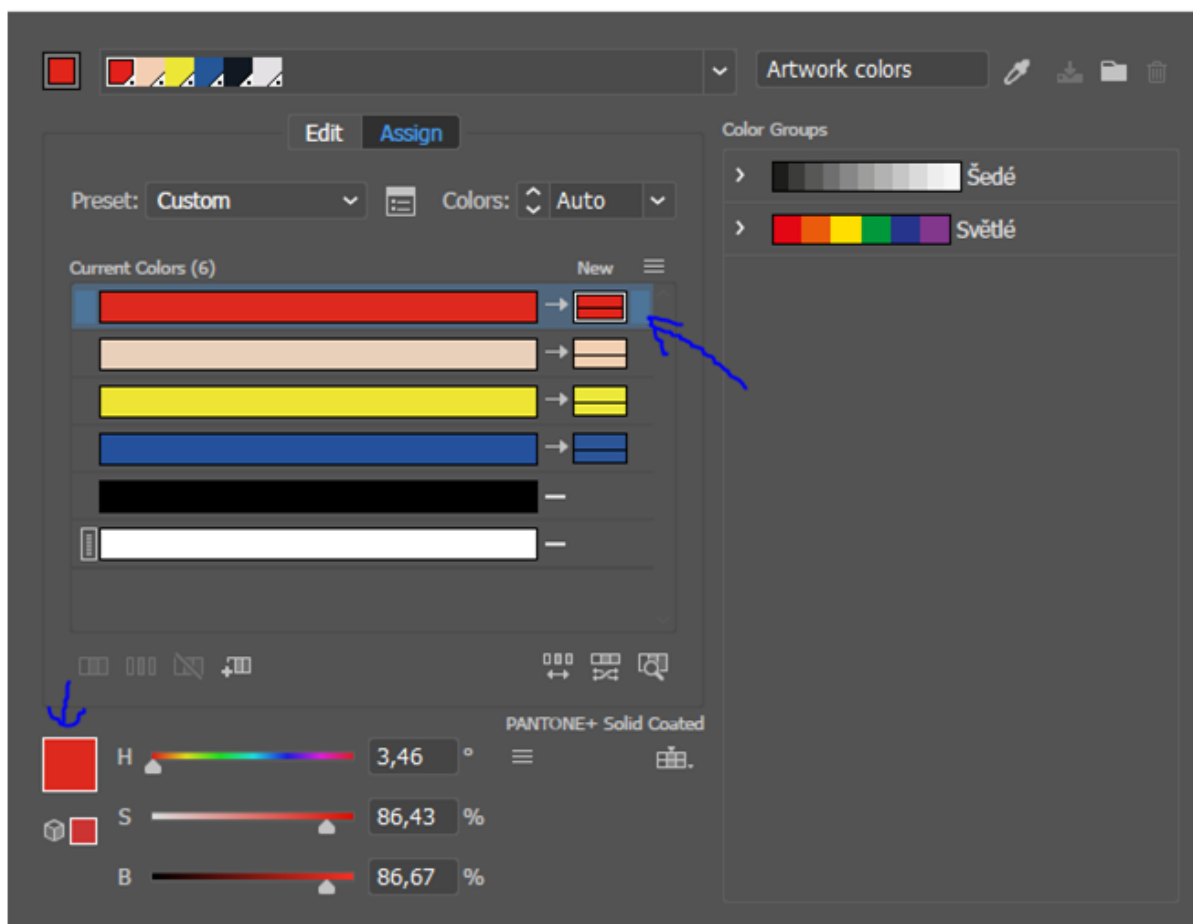 Artwork colors
Edit Assign
Color Groups
Preset: Custom Colors: Auto
Šedé
Světlé
Current Colors (6) New
PANTONE+ Solid Coated
H 3,46 °
S 86,43 %
B 86,67 %